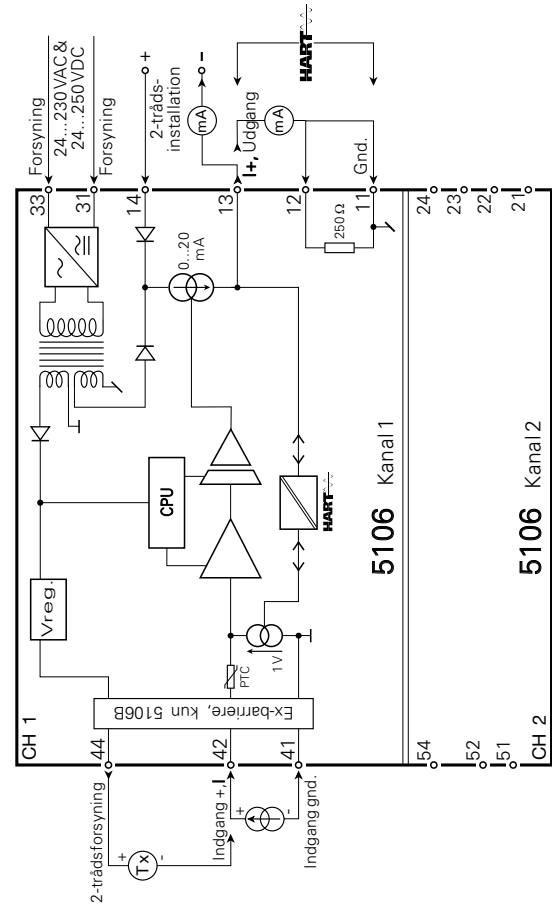 CH 1
44
42
41
54
52
51
CH 2
2-trådsforsyning
+
Tx
-
Indgang +,I
+
-
Indgang gnd.
Ex-barriere, kun 5106B
Vreg.
PTC
1 V
CPU
HART
0...20
mA
250 Ω
5106 Kanal 1
5106 Kanal 2
33
31
14
13
12
11
24
23
22
21
Forsyning
24...230 VAC &
24...250 VDC
Forsyning
+
2-tråds-
installation
-
mA
I+, Udgang
mA
Gnd.
HART